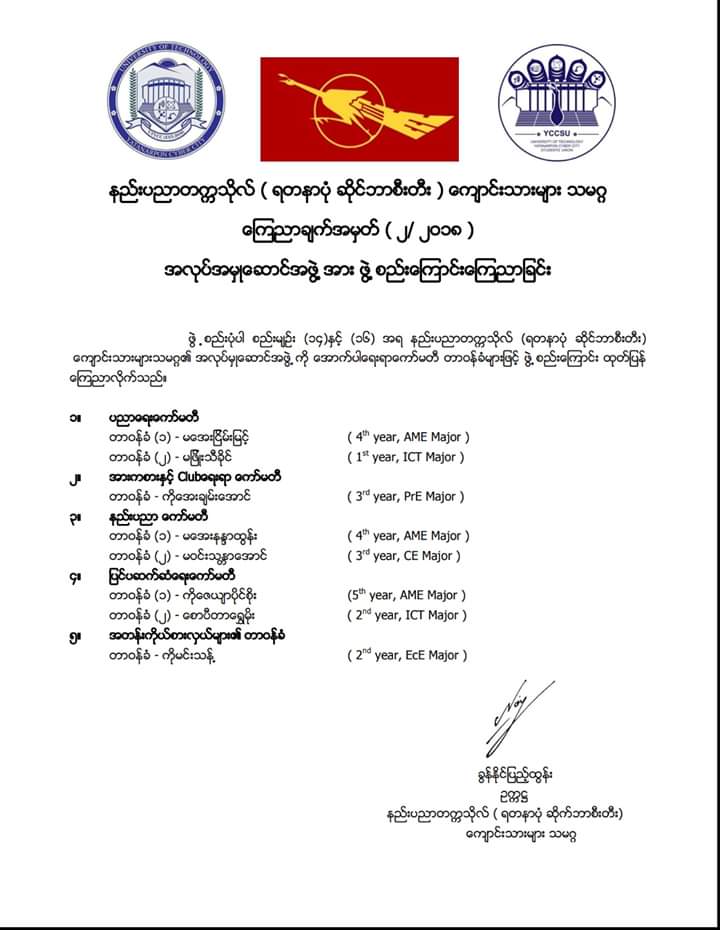 UNIVERSITY OF TECHNOLOGY
YATANARPON CYBER CITY
YCCSU
UNIVERSITY OF TECHNOLOGY
YATANARPON CYBER CITY
STUDENTS' UNION
နည်းပညာတက္ကသိုလ် ( ရတနာပုံ ဆိုင်ဘာစီးတီး ) ကျောင်းသားများ သမဂ္ဂ
ကြေညာချက်အမှတ် ( ၂/ ၂၀၁၈ )
အလုပ်အမှုဆောင်အဖွဲ့ အား ဖွဲ့ စည်းကြောင်းကြေညာခြင်း
ဖွဲ့ စည်းပုံပါ စည်းမျဉ်း (၁၄)နှင့် (၁၆) အရ နည်းပညာတက္ကသိုလ် (ရတနာပုံ ဆိုင်ဘာစီးတီး)
ကျောင်းသားများသမဂ္ဂ၏ အလုပ်မှုဆောင်အဖွဲ့ ကို အောက်ပါရေးရာကော်မတီ တာဝန်ခံများဖြင့် ဖွဲ့ စည်းကြောင်း ထုတ်ပြန်
ကြေညာလိုက်သည်။
၁။ ပညာရေးကော်မတီ
တာဝန်ခံ (၁) - မအေးငြိမ်းမြင့် ( 4th year, AME Major )
တာဝန်ခံ (၂) - မဖြိုးသီခိုင် ( 1st year, ICT Major )
၂။ အားကစားနှင့် Clubရေးရာ ကော်မတီ
တာဝန်ခံ - ကိုအေးချမ်းအောင် ( 3rd year, PrE Major )
၃။ နည်းပညာ ကော်မတီ
တာဝန်ခံ (၁) - မအေးနန္ဒာထွန်း ( 4th year, AME Major )
တာဝန်ခံ (၂) - မဝင်းသန္တာအောင် ( 3rd year, CE Major )
၄။ ပြင်ပဆက်ဆံရေးကော်မတီ
တာဝန်ခံ (၁) - ကိုဇေယျာပိုင်စိုး (5th year, AME Major )
တာဝန်ခံ (၂) - စောပီတာရွှေမိုး ( 2nd year, ICT Major )
၅။ အတန်းကိုယ်စားလှယ်များ၏ တာဝန်ခံ
တာဝန်ခံ - ကိုမင်းသန့် ( 2nd year, EcE Major )
ခွန်နိုင်ပြည့်ထွန်း
ဥက္ကဋ္ဌ
နည်းပညာတက္ကသိုလ် ( ရတနာပုံ ဆိုက်ဘာစီးတီး)
ကျောင်းသားများ သမဂ္ဂ